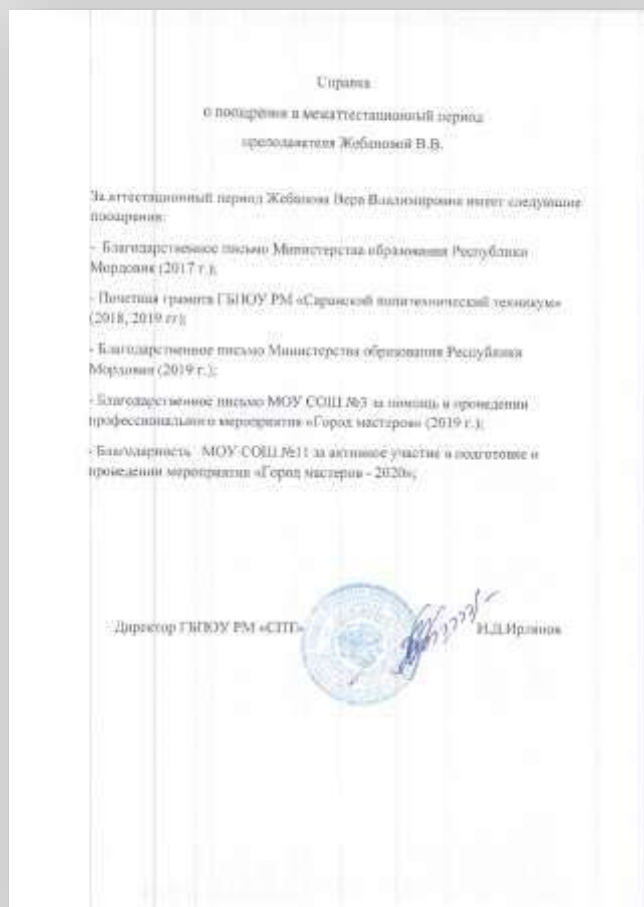 Справка
о поощрении в межаттестационный период
преподавателя Жебановой В.В.
За аттестационный период Жебанова Вера Владимировна имеет следующие
поощрения:
- Благодарственное письмо Министерства образования Республики
Мордовия (2017 г.);
- Почетная грамота ГБПОУ РМ «Саранский политехнический техникум»
(2018, 2019 гг);
- Благодарственное письмо Министерства образования Республики
Мордовия (2019 г.);
- Благодарственное письмо МОУ СОШ №3 за помощь в проведении
профессионального мероприятия «Город мастеров» (2019 г.);
- Благодарность МОУ СОШ №11 за активное участие в подготовке и
проведении мероприятия «Город мастеров - 2020»;
Директор ГБПОУ РМ «СПТ» И.Д.Ирлянов